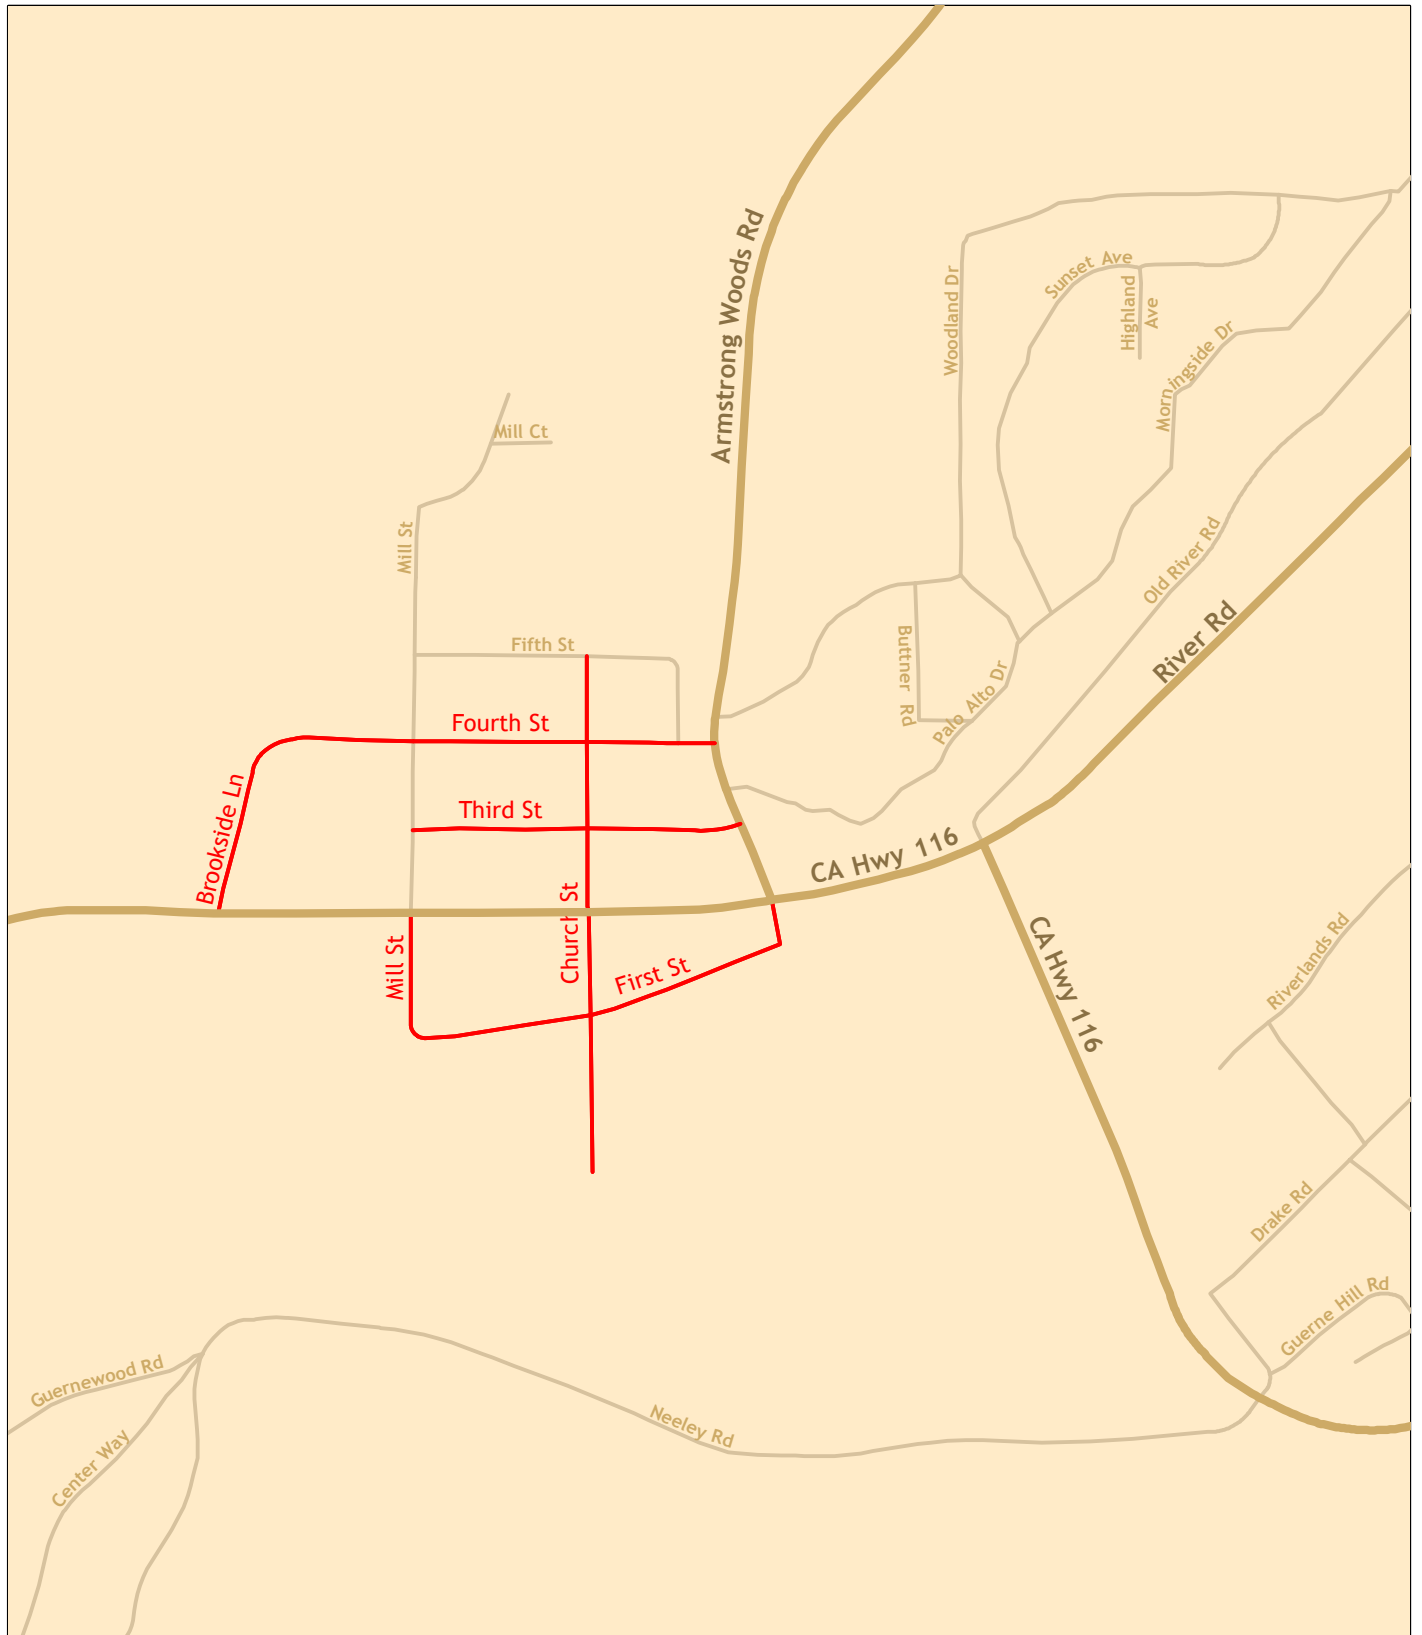 Armstrong Woods Rd
Woodland Dr
Sunset Ave
Highland
Ave
Morningside Dr
Mill Ct
Mill St
Old River Rd
River Rd
Fifth St
Buttner Rd
Palo Alto Dr
Fourth St
Third St
Brookside Ln
CA Hwy 116
Church St
Mill St
First St
CA Hwy 116
Riverlands Rd
Drake Rd
Guerne Hill Rd
Guernewood Rd
Center Way
Neeley Rd